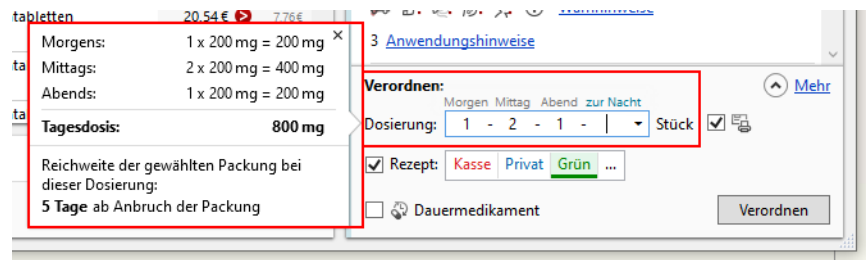 tabletten 20.54 € 7.76€
Morgens: 1 x 200 mg = 200 mg ×
Mittags: 2 x 200 mg = 400 mg
Abends: 1 x 200 mg = 200 mg
Tagesdosis: 800 mg
Reichweite der gewählten Packung bei
dieser Dosierung:
5 Tage ab Anbruch der Packung
3 Anwendungshinweise
Verordnen: Mehr
Morgen Mittag Abend zur Nacht
Dosierung: 1 - 2 - 1 - Stück
Rezept: Kasse Privat Grün ...
Dauermedikament Verordnen